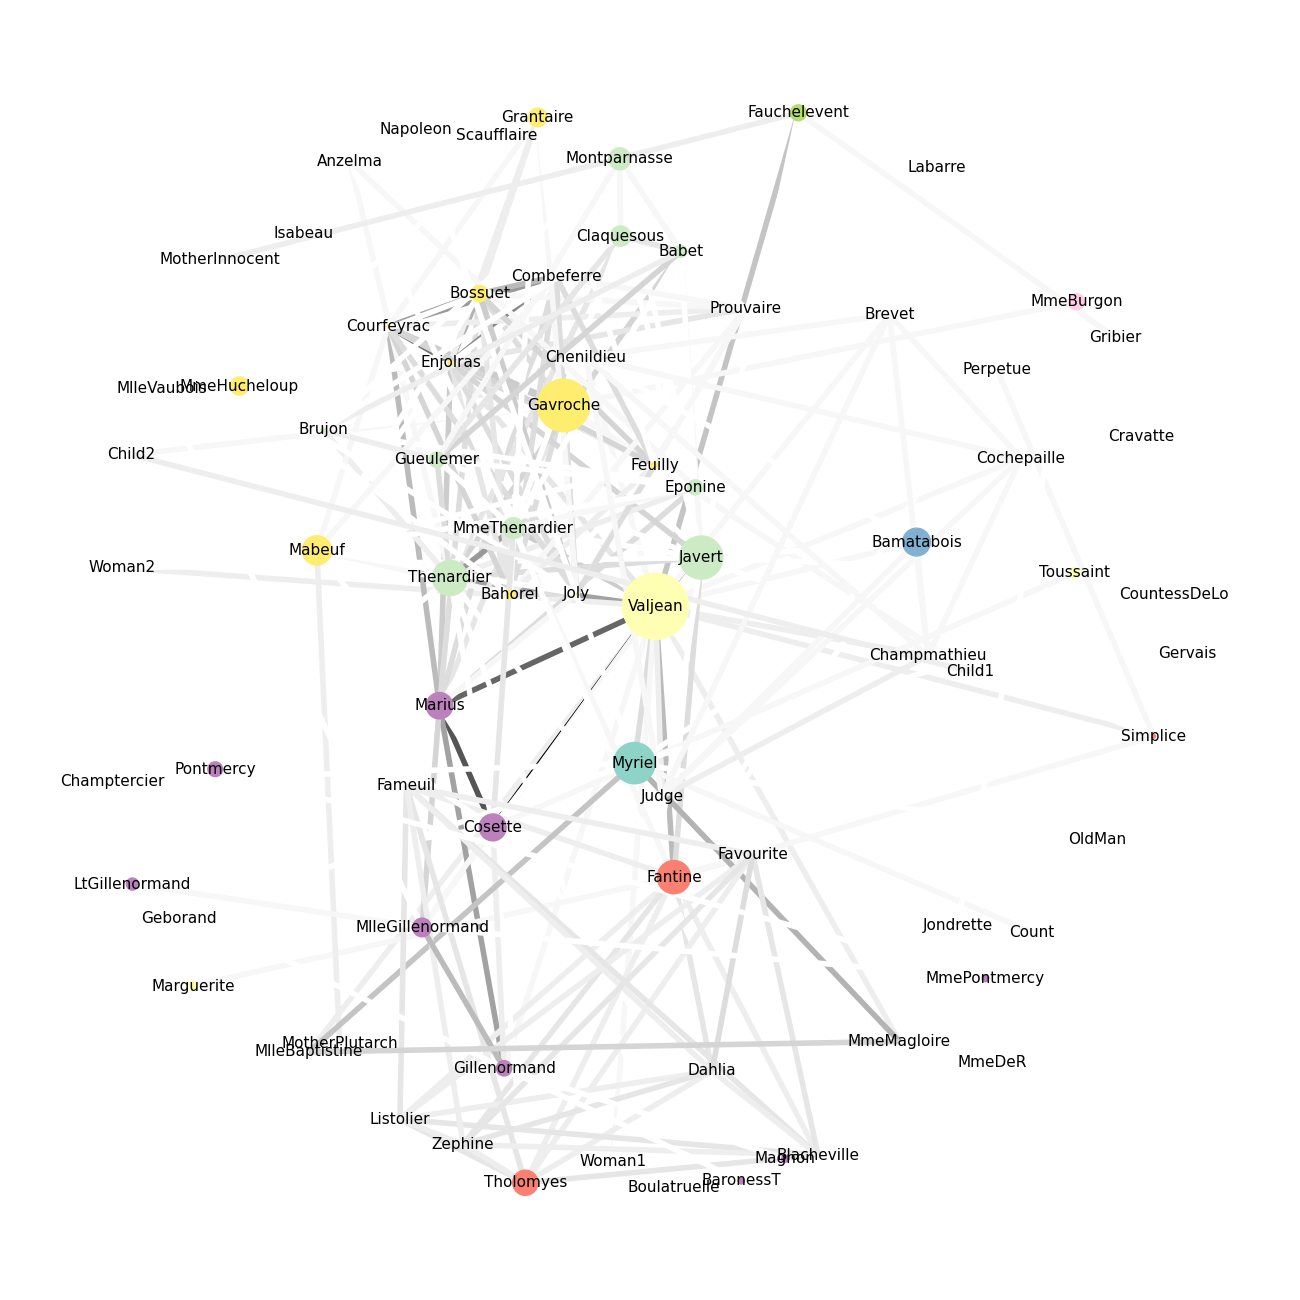 Fauchelevent
Grantaire
Napoleon
Scaufflaire
Montparnasse
Anzelma
Labarre
Isabeau
Claquesous
Babet
MotherInnocent
Combeferre
Bossuet
MmeBurgon
Prouvaire
Brevet
Courfeyrac
Gribier
Enjolras
Chenildieu
Perpetue
MlleVaubois
MmeHucheloup
Gavroche
Brujon
Cravatte
Child2
Gueulemer
Feuilly
Cochepaille
Eponine
MmeThenardier
Bamatabois
Mabeuf
Javert
Woman2
Thenardier
Toussaint
Bahorel
Joly
CountessDeLo
Valjean
Champmathieu
Gervais
Child1
Marius
Simplice
Myriel
Pontmercy
Champtercier
Fameuil
Judge
Cosette
OldMan
Favourite
LtGillenormand
Fantine
Geborand
MlleGillenormand
Jondrette
Count
Marguerite
MmePontmercy
MotherPlutarch
MmeMagloire
MlleBaptistine
MmeDeR
Gillenormand
Dahlia
Listolier
Zephine
Woman1
Magnon
Blacheville
Tholomyes
Boulatruelle
BaronessT